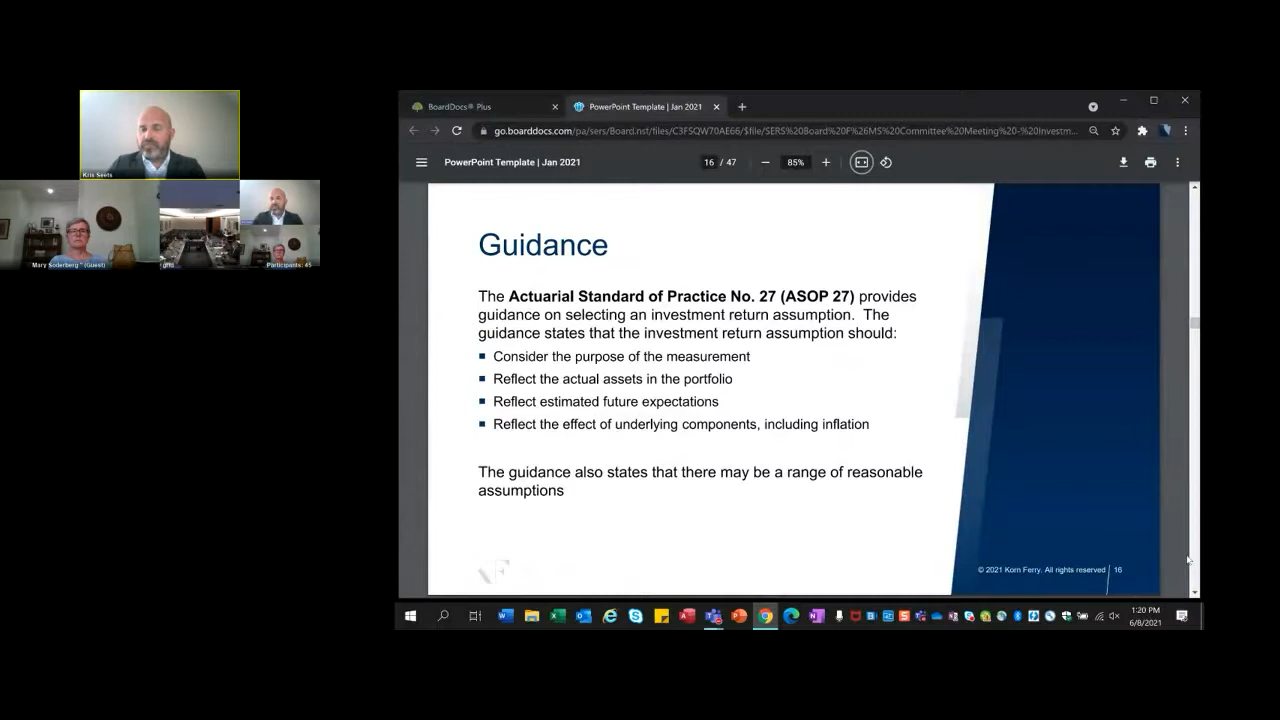 Kris Seets
Mary Soderberg * (Guest)
Participants: 45
BoardDocs® Plus
PowerPoint Template | Jan 2021
go.boarddocs.com/pa/sers/Board.nsf/files/C3FSQW70AE66/$file/SERS%20Board%20F%26MS%20Committee%20Meeting%20-%20Investm...
PowerPoint Template | Jan 2021
16 / 47
85%
Guidance
The Actuarial Standard of Practice No. 27 (ASOP 27) provides
guidance on selecting an investment return assumption. The
guidance states that the investment return assumption should:
Consider the purpose of the measurement
Reflect the actual assets in the portfolio
Reflect estimated future expectations
Reflect the effect of underlying components, including inflation
The guidance also states that there may be a range of reasonable
assumptions
© 2021 Korn Ferry. All rights reserved
16
1:20 PM
6/8/2021